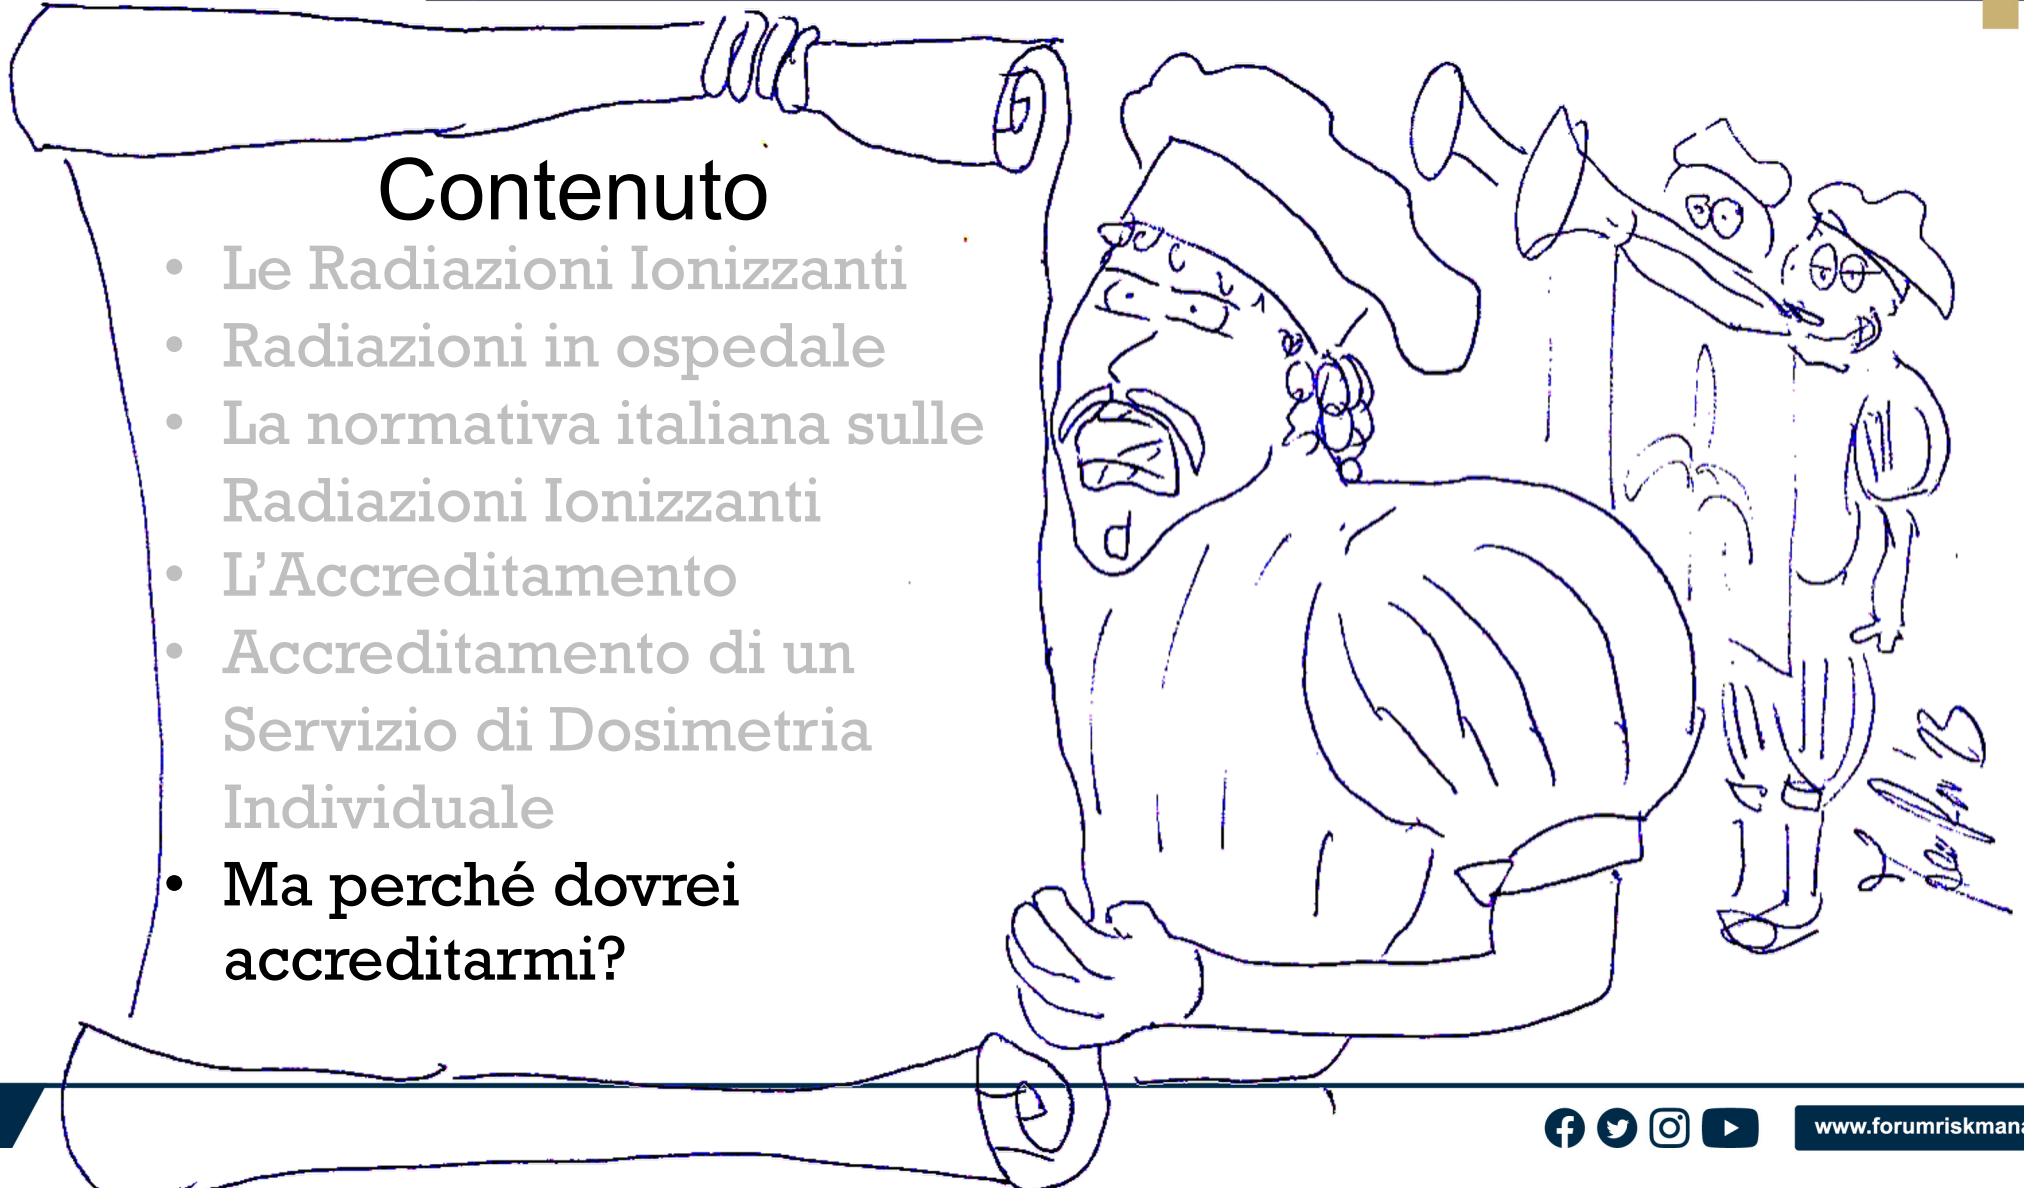 Contenuto
• Le Radiazioni Ionizzanti
• Radiazioni in ospedale
• La normativa italiana sulle
Radiazioni Ionizzanti
• L’Accreditamento
• Accreditamento di un
Servizio di Dosimetria
Individuale
• Ma perché dovrei
accreditarmi?
www.forumriskmana